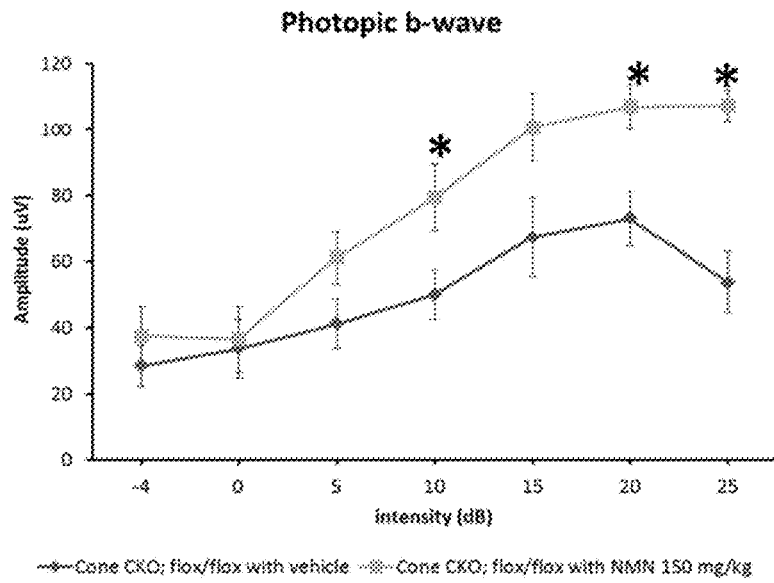 Photopic b-wave
120
100
80
60
40
20
0
Amplitude (uV)
*
*
*
-4 0 5 10 15 20 25
intensity (dB)
Cone CKO; flox/flox with vehicle Cone CKO; flox/flox with NMN 150 mg/kg